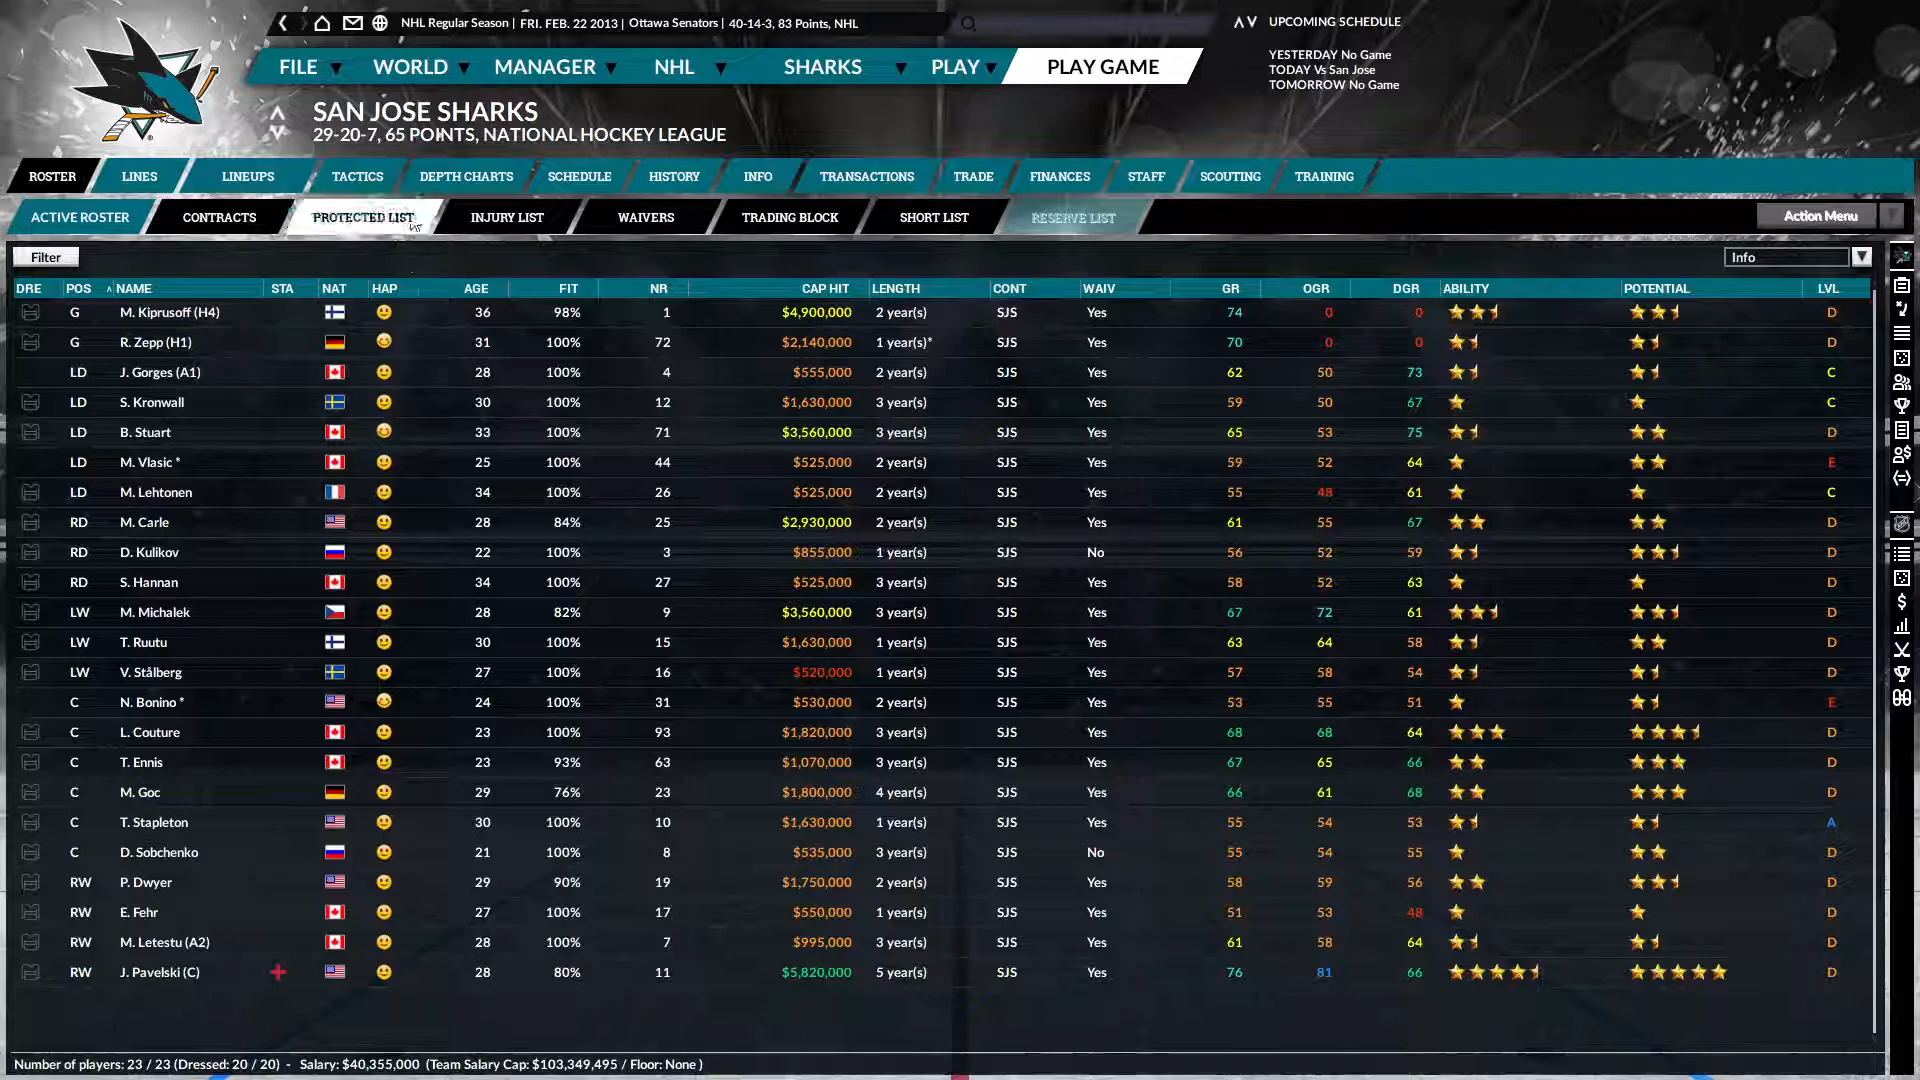 NHL Regular Season | FRI. FEB. 22 2013 | Ottawa Senators | 40-14-3, 83 Points, NHL
UPCOMING SCHEDULE
YESTERDAY No Game
TODAY Vs San Jose
TOMORROW No Game
FILE WORLD MANAGER NHL SHARKS PLAY PLAY GAME
SAN JOSE SHARKS
29-20-7, 65 POINTS, NATIONAL HOCKEY LEAGUE
ROSTER LINES LINEUPS TACTICS DEPTH CHARTS SCHEDULE HISTORY INFO TRANSACTIONS TRADE FINANCES STAFF SCOUTING TRAINING
ACTIVE ROSTER CONTRACTS PROTECTED LIST INJURY LIST WAIVERS TRADING BLOCK SHORT LIST RESERVE LIST Action Menu
Filter Info
DRE POS NAME STA NAT HAP AGE FIT NR CAP HIT LENGTH CONT WAIV GR OGR DGR ABILITY POTENTIAL LVL
G M. Kiprusoff (H4) 36 98% 1 $4,900,000 2 year(s) SJS Yes 74 0 0 D
G R. Zepp (H1) 31 100% 72 $2,140,000 1 year(s)* SJS Yes 70 0 0 D
LD J. Gorges (A1) 28 100% 4 $555,000 2 year(s) SJS Yes 62 50 73 C
LD S. Kronwall 30 100% 12 $1,630,000 3 year(s) SJS Yes 59 50 67 C
LD B. Stuart 33 100% 71 $3,560,000 3 year(s) SJS Yes 65 53 75 D
LD M. Vlasic * 25 100% 44 $525,000 2 year(s) SJS Yes 59 52 64 E
LD M. Lehtonen 34 100% 26 $525,000 2 year(s) SJS Yes 55 48 61 C
RD M. Carle 28 84% 25 $2,930,000 2 year(s) SJS Yes 61 55 67 D
RD D. Kulikov 22 100% 3 $855,000 1 year(s) SJS No 56 52 59 D
RD S. Hannan 34 100% 27 $525,000 3 year(s) SJS Yes 58 52 63 D
LW M. Michalek 28 82% 9 $3,560,000 3 year(s) SJS Yes 67 72 61 D
LW T. Ruutu 30 100% 15 $1,630,000 1 year(s) SJS Yes 63 64 58 D
LW V. Stålberg 27 100% 16 $520,000 1 year(s) SJS Yes 57 58 54 D
C N. Bonino * 24 100% 31 $530,000 2 year(s) SJS Yes 53 55 51 E
C L. Couture 23 100% 93 $1,820,000 3 year(s) SJS Yes 68 68 64 D
C T. Ennis 23 93% 63 $1,070,000 3 year(s) SJS Yes 67 65 66 D
C M. Goc 29 76% 23 $1,800,000 4 year(s) SJS Yes 66 61 68 D
C T. Stapleton 30 100% 10 $1,630,000 1 year(s) SJS Yes 55 54 53 A
C D. Sobchenko 21 100% 8 $535,000 3 year(s) SJS No 55 54 55 D
RW P. Dwyer 29 90% 19 $1,750,000 2 year(s) SJS Yes 58 59 56 D
RW E. Fehr 27 100% 17 $550,000 1 year(s) SJS Yes 51 53 48 D
RW M. Letestu (A2) 28 100% 7 $995,000 3 year(s) SJS Yes 61 58 64 D
RW J. Pavelski (C) 28 80% 11 $5,820,000 5 year(s) SJS Yes 76 81 66 D
Number of players: 23 / 23 (Dressed: 20 / 20) - Salary: $40,355,000 (Team Salary Cap: $103,349,495 / Floor: None )